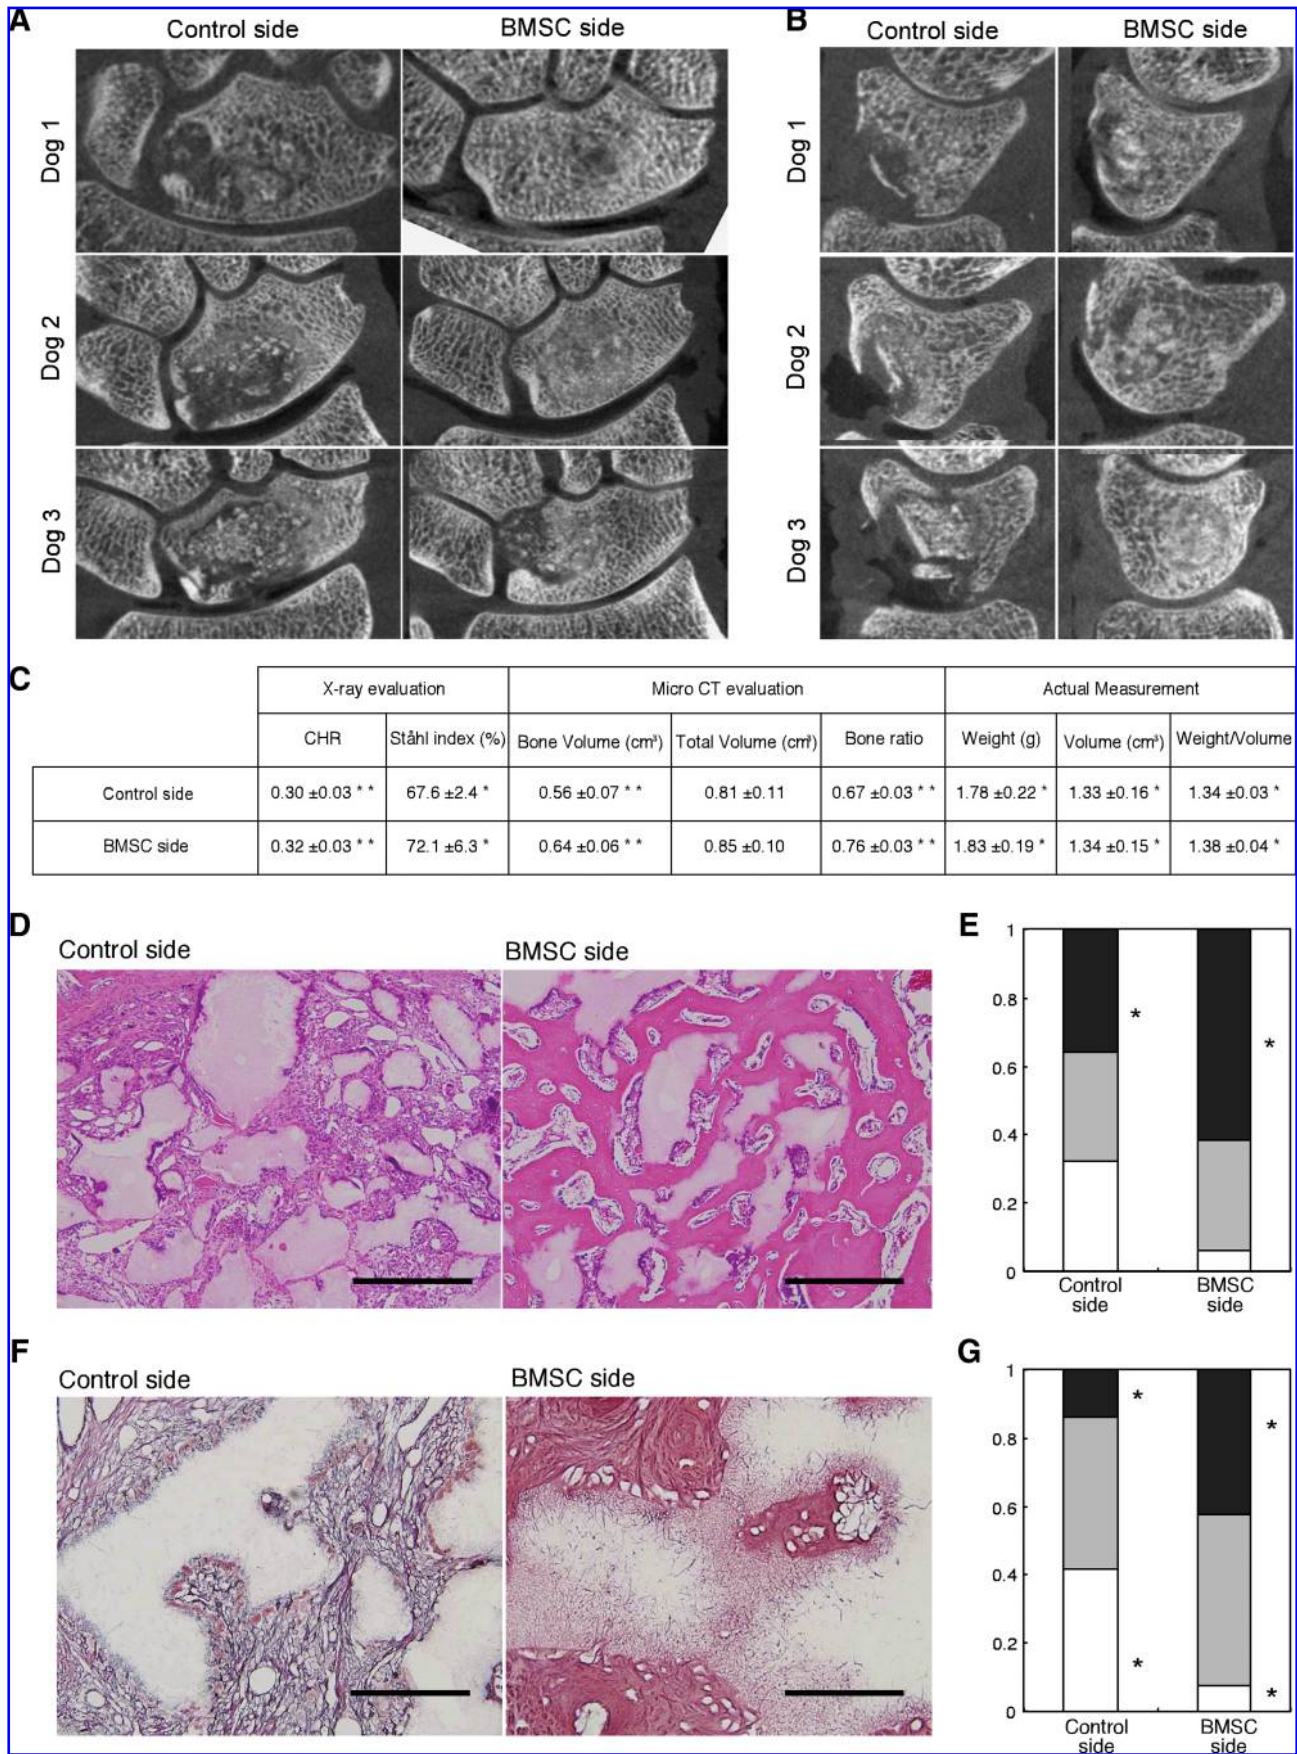 A
Control side
BMSC side
Dog 1
Dog 2
Dog 3
B
Control side
BMSC side
Dog 1
Dog 2
Dog 3
C
X-ray evaluation
Micro CT evaluation
Actual Measurement
CHR
Ståhl index (%)
Bone Volume (cm³)
Total Volume (cm³)
Bone ratio
Weight (g)
Volume (cm³)
Weight/Volume
Control side
0.30 ±0.03 * *
67.6 ±2.4 *
0.56 ±0.07 * *
0.81 ±0.11
0.67 ±0.03 * *
1.78 ±0.22 *
1.33 ±0.16 *
1.34 ±0.03 *
BMSC side
0.32 ±0.03 * *
72.1 ±6.3 *
0.64 ±0.06 * *
0.85 ±0.10
0.76 ±0.03 * *
1.83 ±0.19 *
1.34 ±0.15 *
1.38 ±0.04 *
D
Control side
BMSC side
E
1
0.8
0.6
0.4
0.2
0
*
*
Control
side
BMSC
side
F
Control side
BMSC side
G
1
0.8
0.6
0.4
0.2
0
*
*
*
*
Control
side
BMSC
side